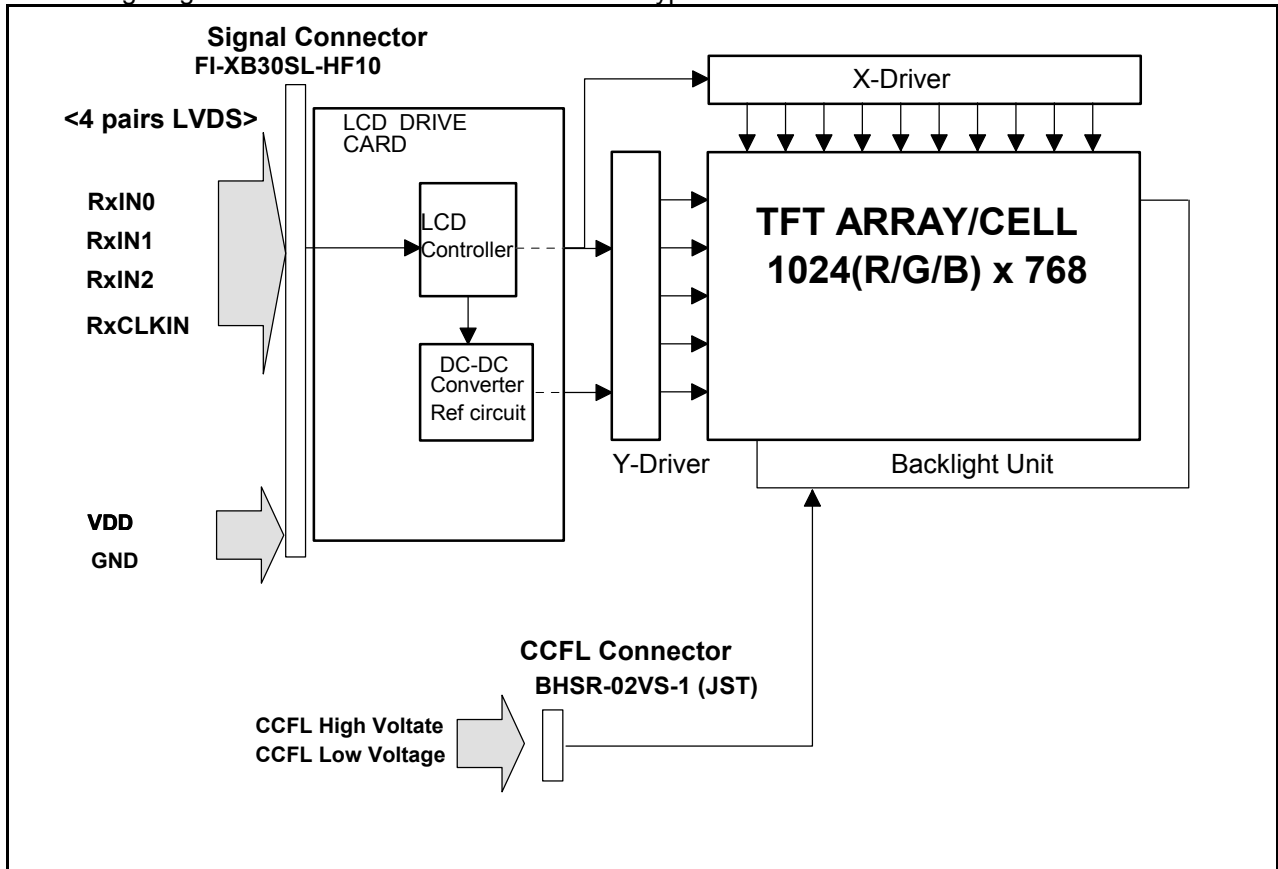 Signal Connector
FI-XB30SL-HF10
X-Driver
<4 pairs LVDS>
LCD DRIVE
CARD
RxIN0
RxIN1
RxIN2
RxCLKIN
LCD
Controller
TFT ARRAY/CELL
1024(R/G/B) x 768
DC-DC
Converter
Ref circuit
Y-Driver
Backlight Unit
VDD
GND
CCFL Connector
BHSR-02VS-1 (JST)
CCFL High Voltate
CCFL Low Voltage